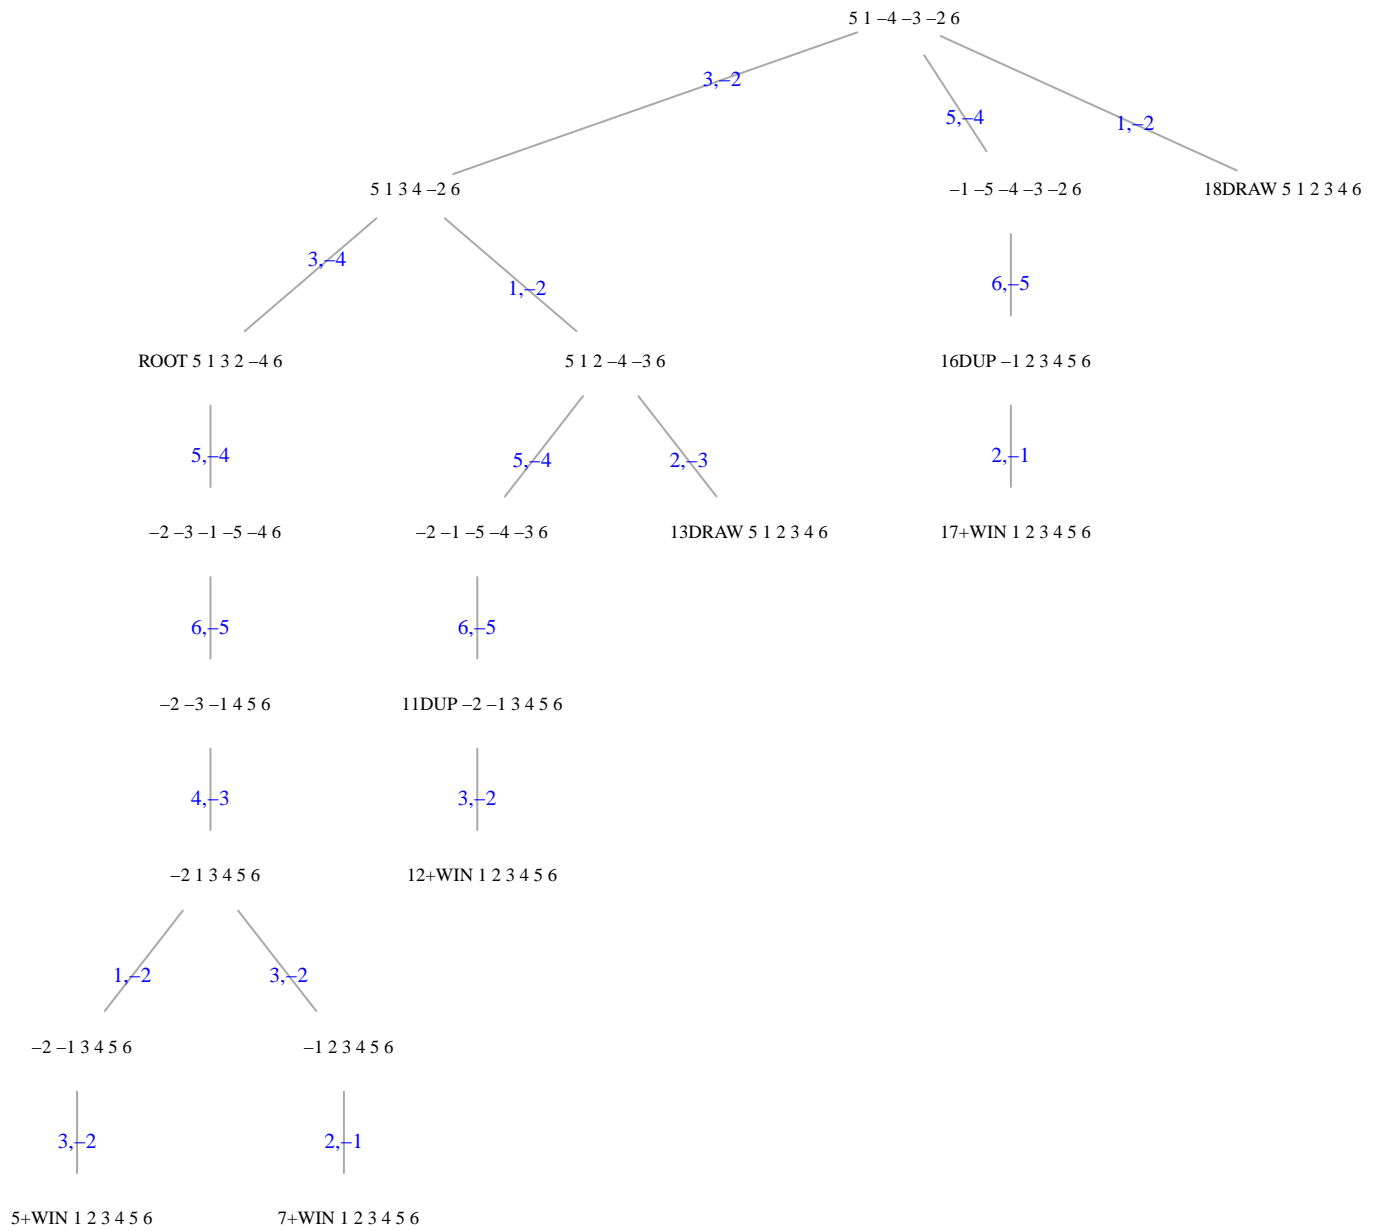 5 1 −4 −3 −2 6
3,−2
5,−4
1,−2
5 1 3 4 −2 6
−1 −5 −4 −3 −2 6
18DRAW 5 1 2 3 4 6
3,−4
1,−2
6,−5
ROOT 5 1 3 2 −4 6
5 1 2 −4 −3 6
16DUP −1 2 3 4 5 6
5,−4
5,−4
2,−3
2,−1
−2 −3 −1 −5 −4 6
−2 −1 −5 −4 −3 6
13DRAW 5 1 2 3 4 6
17+WIN 1 2 3 4 5 6
6,−5
6,−5
−2 −3 −1 4 5 6
11DUP −2 −1 3 4 5 6
4,−3
3,−2
−2 1 3 4 5 6
12+WIN 1 2 3 4 5 6
1,−2
3,−2
−2 −1 3 4 5 6
−1 2 3 4 5 6
3,−2
2,−1
5+WIN 1 2 3 4 5 6
7+WIN 1 2 3 4 5 6